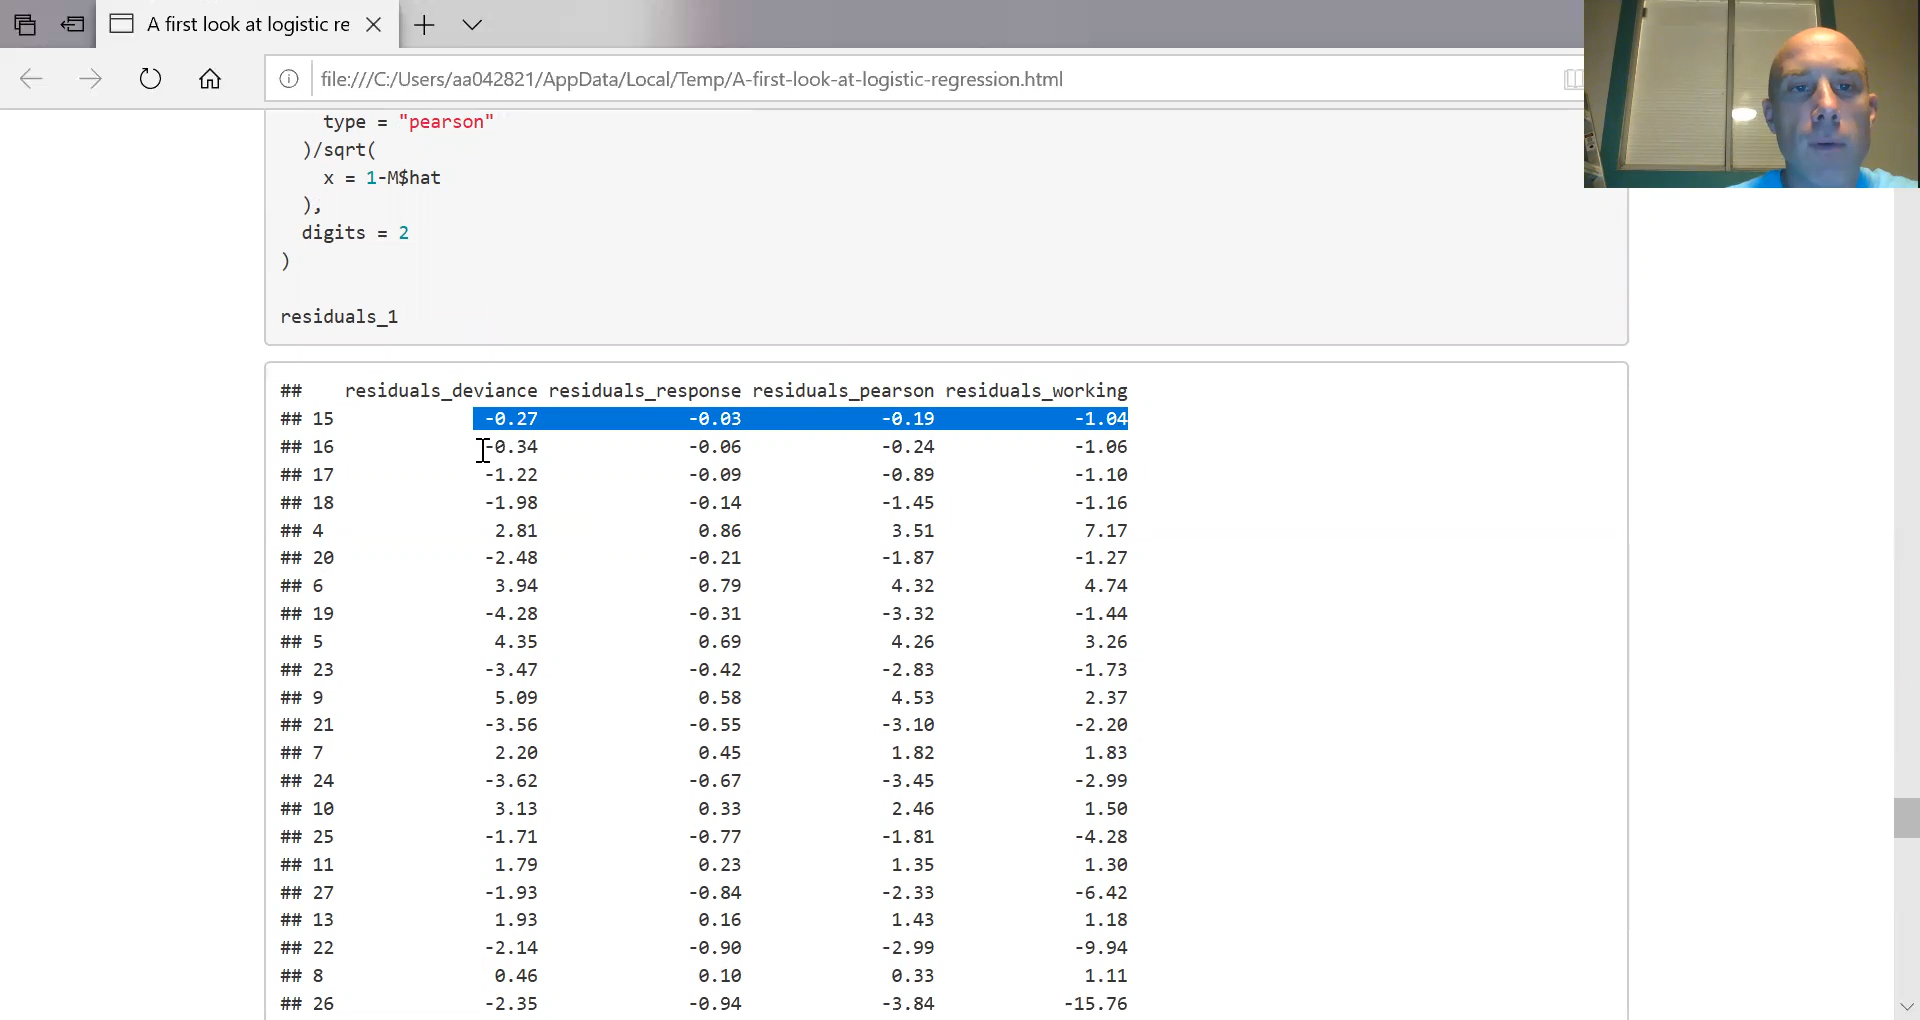 A first look at logistic re
file:///C:/Users/aa042821/AppData/Local/Temp/A-first-look-at-logistic-regression.html
type = "pearson"
)/sqrt(
x = 1-M$hat
),
digits = 2
)
residuals_1
## residuals_deviance residuals_response residuals_pearson residuals_working
## 15 -0.27 -0.03 -0.19 -1.04
## 16 -0.34 -0.06 -0.24 -1.06
## 17 -1.22 -0.09 -0.89 -1.10
## 18 -1.98 -0.14 -1.45 -1.16
## 4 2.81 0.86 3.51 7.17
## 20 -2.48 -0.21 -1.87 -1.27
## 6 3.94 0.79 4.32 4.74
## 19 -4.28 -0.31 -3.32 -1.44
## 5 4.35 0.69 4.26 3.26
## 23 -3.47 -0.42 -2.83 -1.73
## 9 5.09 0.58 4.53 2.37
## 21 -3.56 -0.55 -3.10 -2.20
## 7 2.20 0.45 1.82 1.83
## 24 -3.62 -0.67 -3.45 -2.99
## 10 3.13 0.33 2.46 1.50
## 25 -1.71 -0.77 -1.81 -4.28
## 11 1.79 0.23 1.35 1.30
## 27 -1.93 -0.84 -2.33 -6.42
## 13 1.93 0.16 1.43 1.18
## 22 -2.14 -0.90 -2.99 -9.94
## 8 0.46 0.10 0.33 1.11
## 26 -2.35 -0.94 -3.84 -15.76